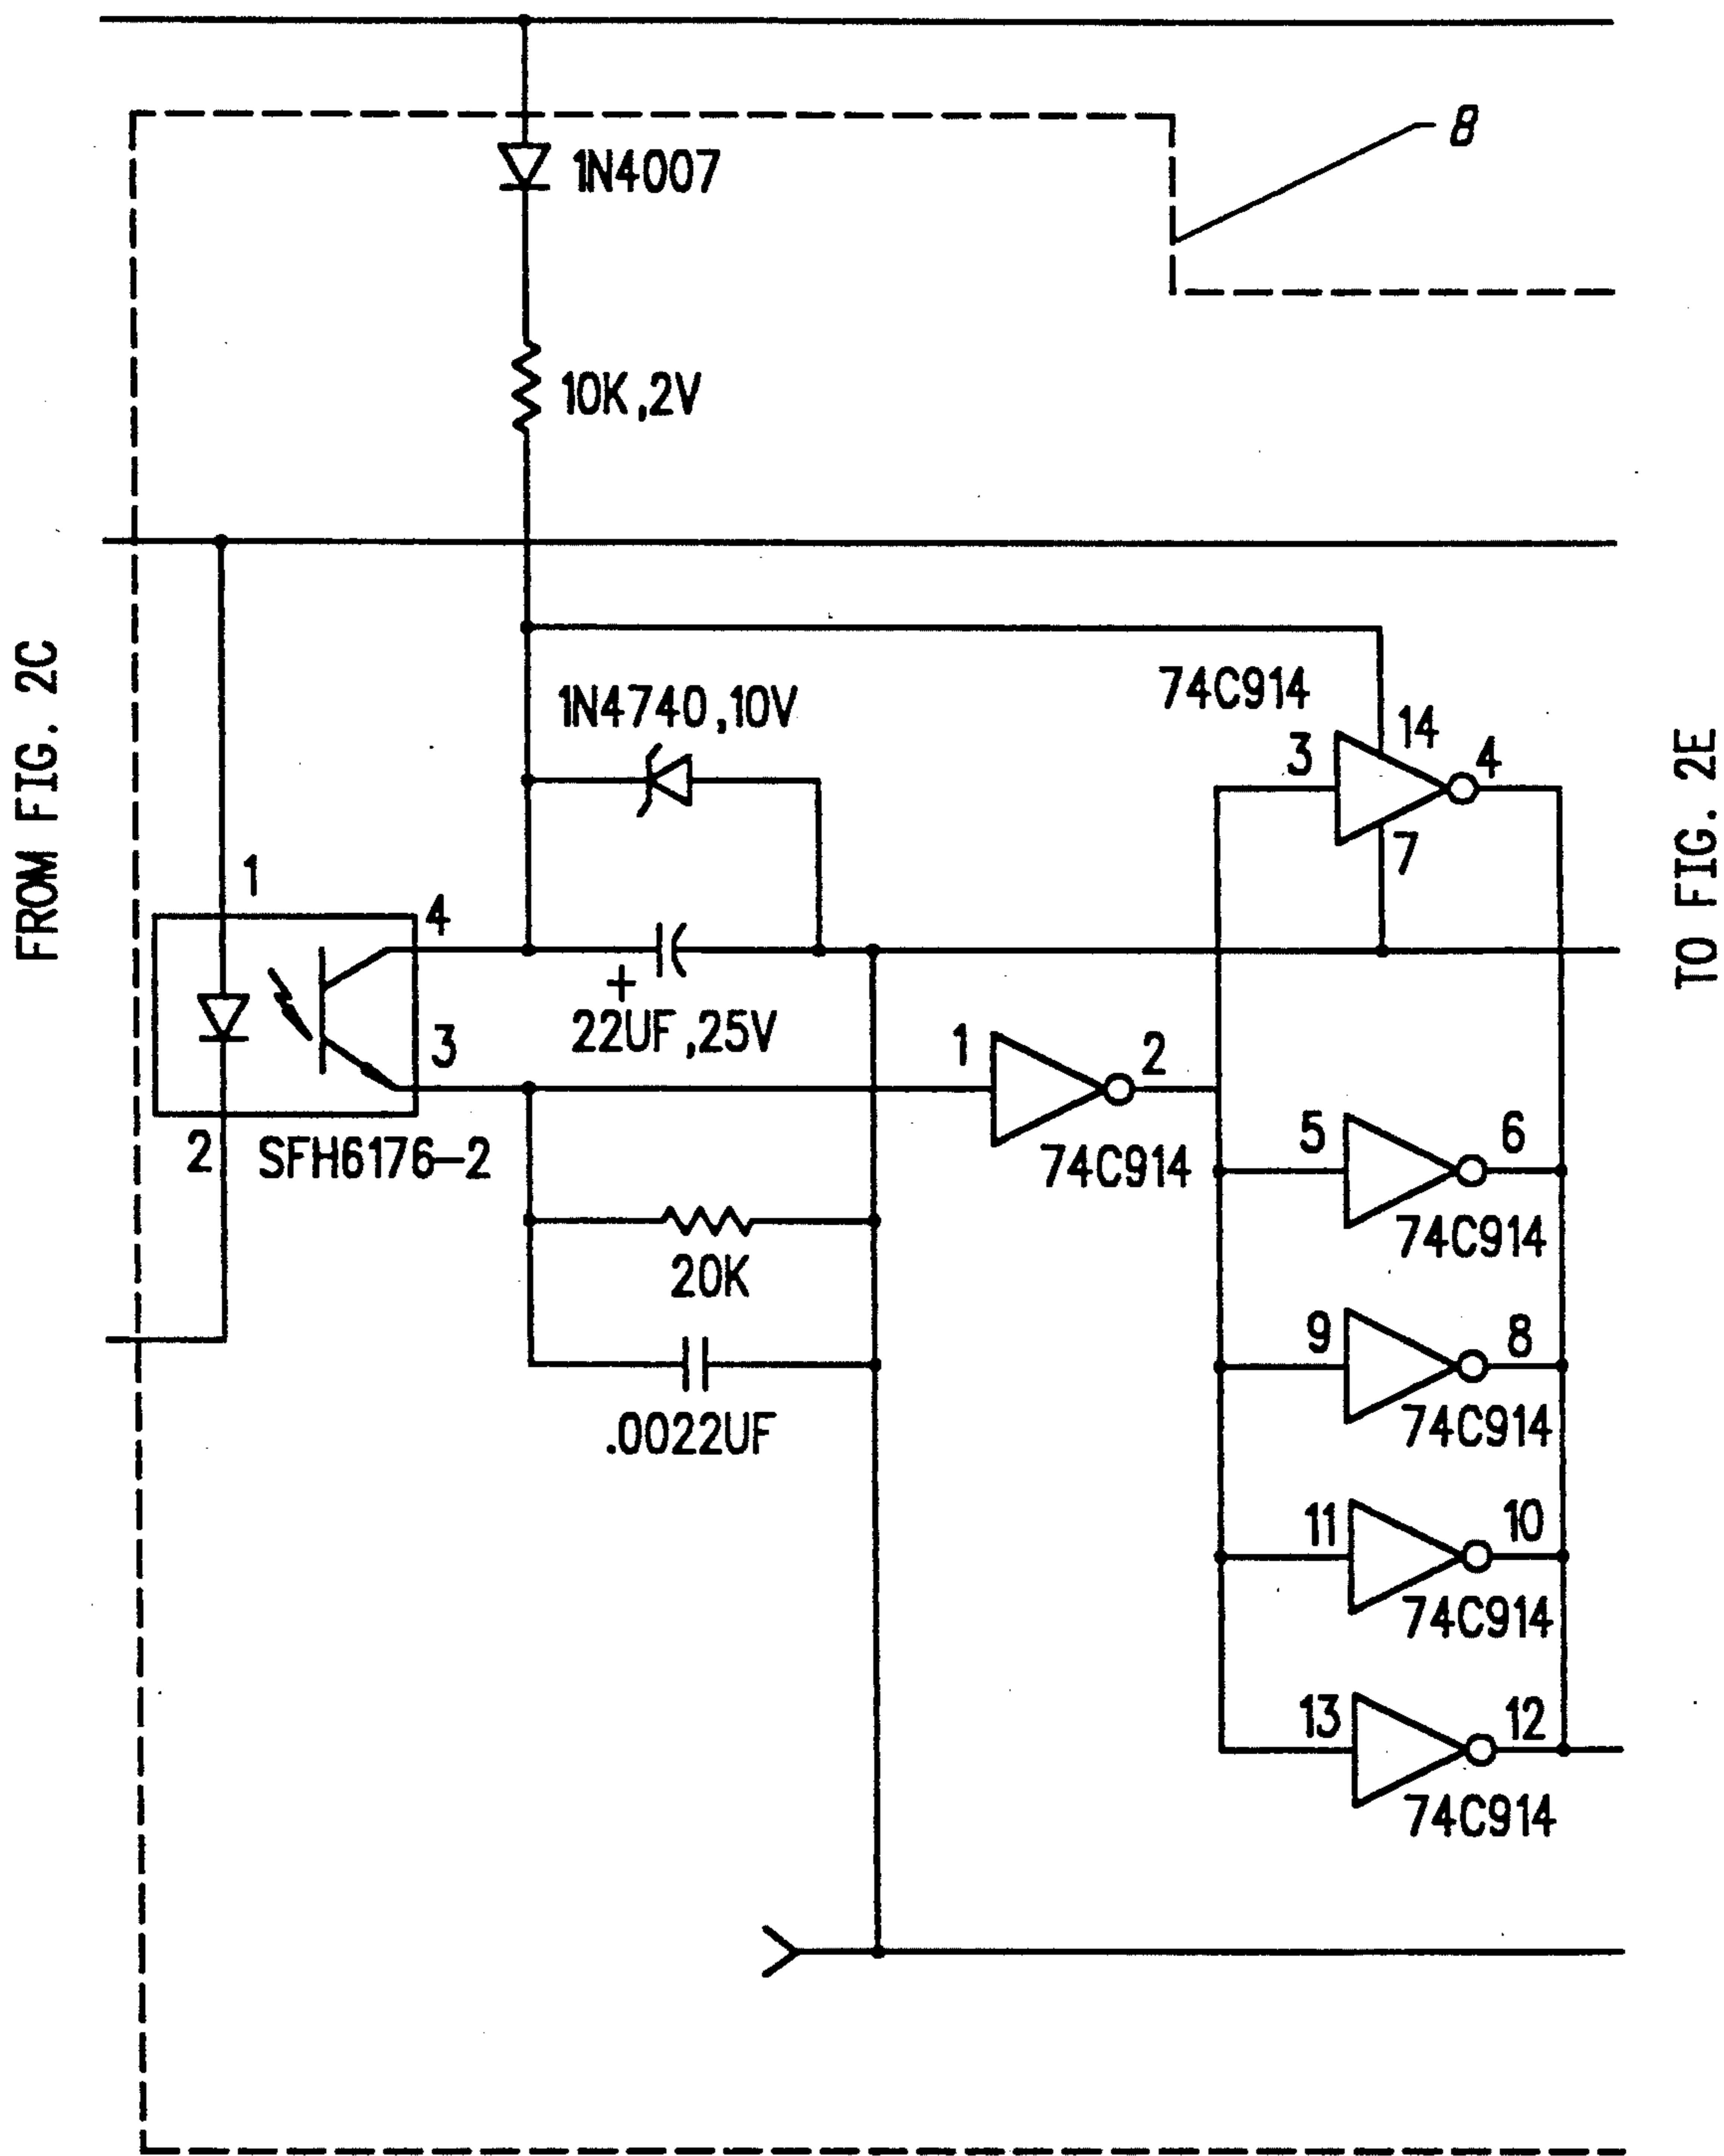 8
1N4007
10K,2V
FROM FIG. 2C
74C914
1N4740,10V
14
3
4
7
TO FIG. 2E
1
4
+
22UF,25V
3
1
2
2
SFH6176-2
74C914
5
6
74C914
20K
9
8
74C914
.0022UF
11
10
74C914
13
12
74C914